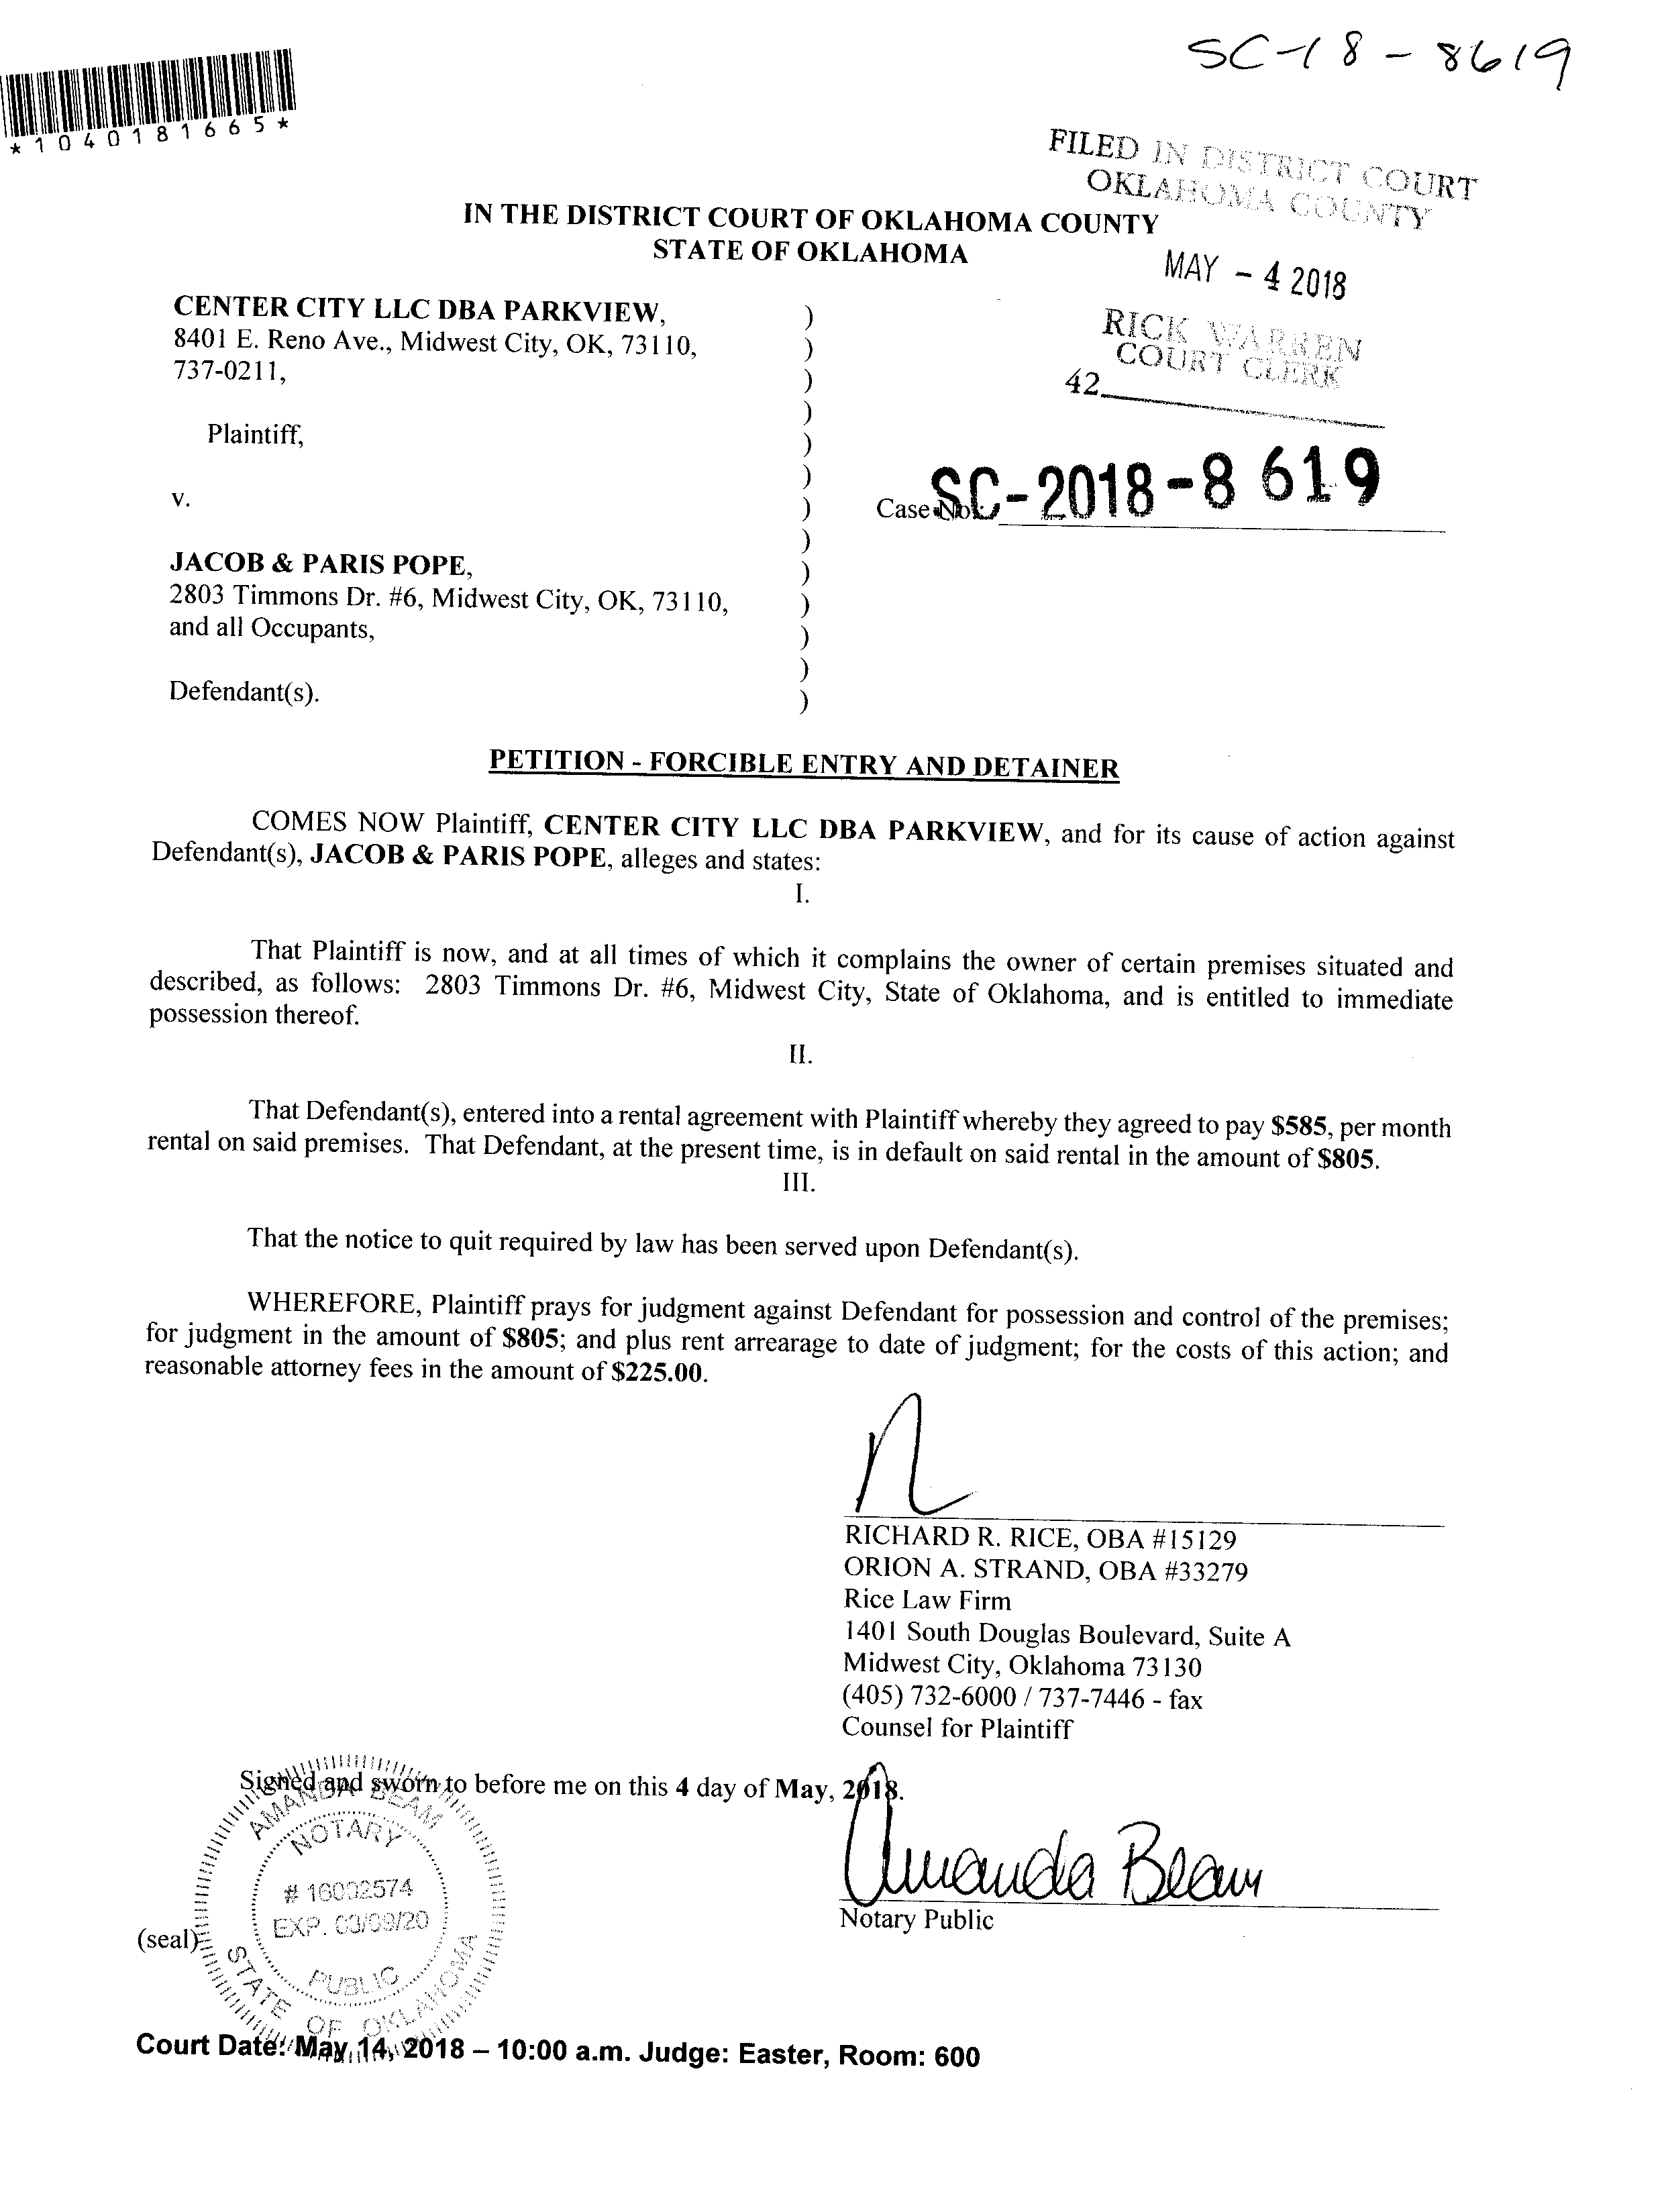 SC-18-8619
*1040181665*
FILED IN DISTRICT COURT
OKLAHOMA COUNTY
IN THE DISTRICT COURT OF OKLAHOMA COUNTY
STATE OF OKLAHOMA
MAY - 4 2018
RICK WARREN
COURT CLERK
42
CENTER CITY LLC DBA PARKVIEW, )
8401 E. Reno Ave., Midwest City, OK, 73110, )
737-0211, )
)
Plaintiff, )
)
v. )
Case No.: SC-2018-8619
)
JACOB & PARIS POPE, )
2803 Timmons Dr. #6, Midwest City, OK, 73110, )
and all Occupants, )
)
Defendant(s). )
PETITION - FORCIBLE ENTRY AND DETAINER
COMES NOW Plaintiff, CENTER CITY LLC DBA PARKVIEW, and for its cause of action against
Defendant(s), JACOB & PARIS POPE, alleges and states:
I.
That Plaintiff is now, and at all times of which it complains the owner of certain premises situated and
described, as follows: 2803 Timmons Dr. #6, Midwest City, State of Oklahoma, and is entitled to immediate
possession thereof.
II.
That Defendant(s), entered into a rental agreement with Plaintiff whereby they agreed to pay $585, per month
rental on said premises. That Defendant, at the present time, is in default on said rental in the amount of $805.
III.
That the notice to quit required by law has been served upon Defendant(s).
WHEREFORE, Plaintiff prays for judgment against Defendant for possession and control of the premises;
for judgment in the amount of $805; and plus rent arrearage to date of judgment; for the costs of this action; and
reasonable attorney fees in the amount of $225.00.
RICHARD R. RICE, OBA #15129
ORION A. STRAND, OBA #33279
Rice Law Firm
1401 South Douglas Boulevard, Suite A
Midwest City, Oklahoma 73130
(405) 732-6000 / 737-7446 - fax
Counsel for Plaintiff
Signed and sworn to before me on this 4 day of May, 2018.
Amanda Beam
Notary Public
AMANDA BEAM
NOTARY
# 16002574
EXP. 03/09/20
PUBLIC
STATE OF OKLAHOMA
(seal)
Court Date: May 14, 2018 – 10:00 a.m. Judge: Easter, Room: 600